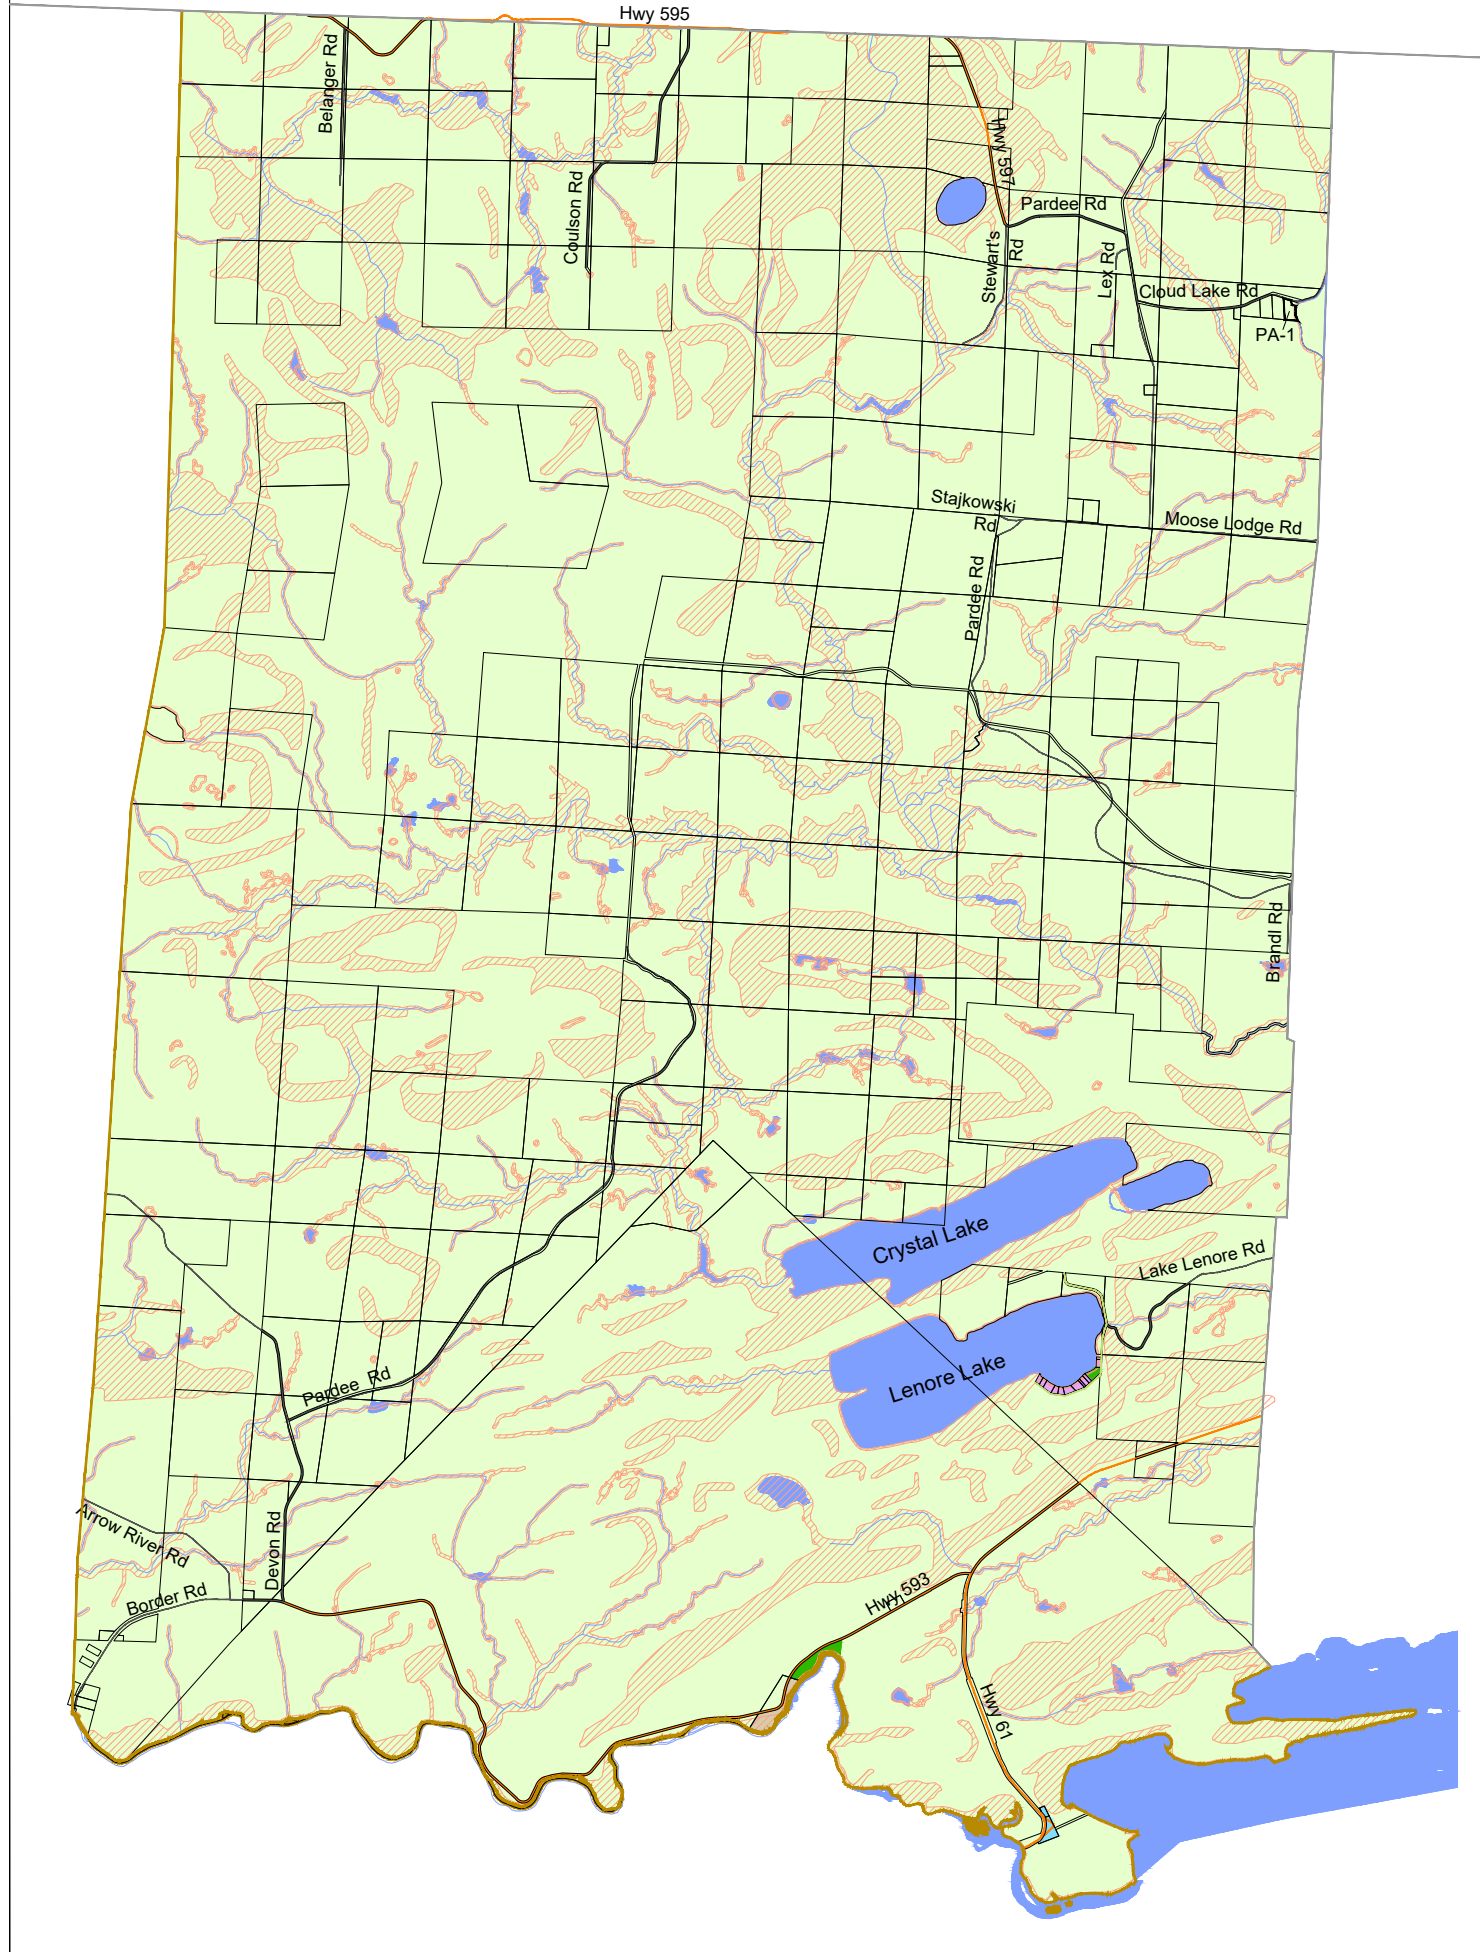 Hwy 595
Belanger Rd
Hwy 597
Coulson Rd
Pardee Rd
Stewart's
Rd
Lex Rd
Cloud Lake Rd
PA-1
Stajkowski
Rd
Moose Lodge Rd
Pardee Rd
Brandl Rd
Crystal Lake
Lake Lenore Rd
Lenore Lake
Pardee Rd
Arrow River Rd
Devon Rd
Border Rd
Hwy 593
Hwy 61